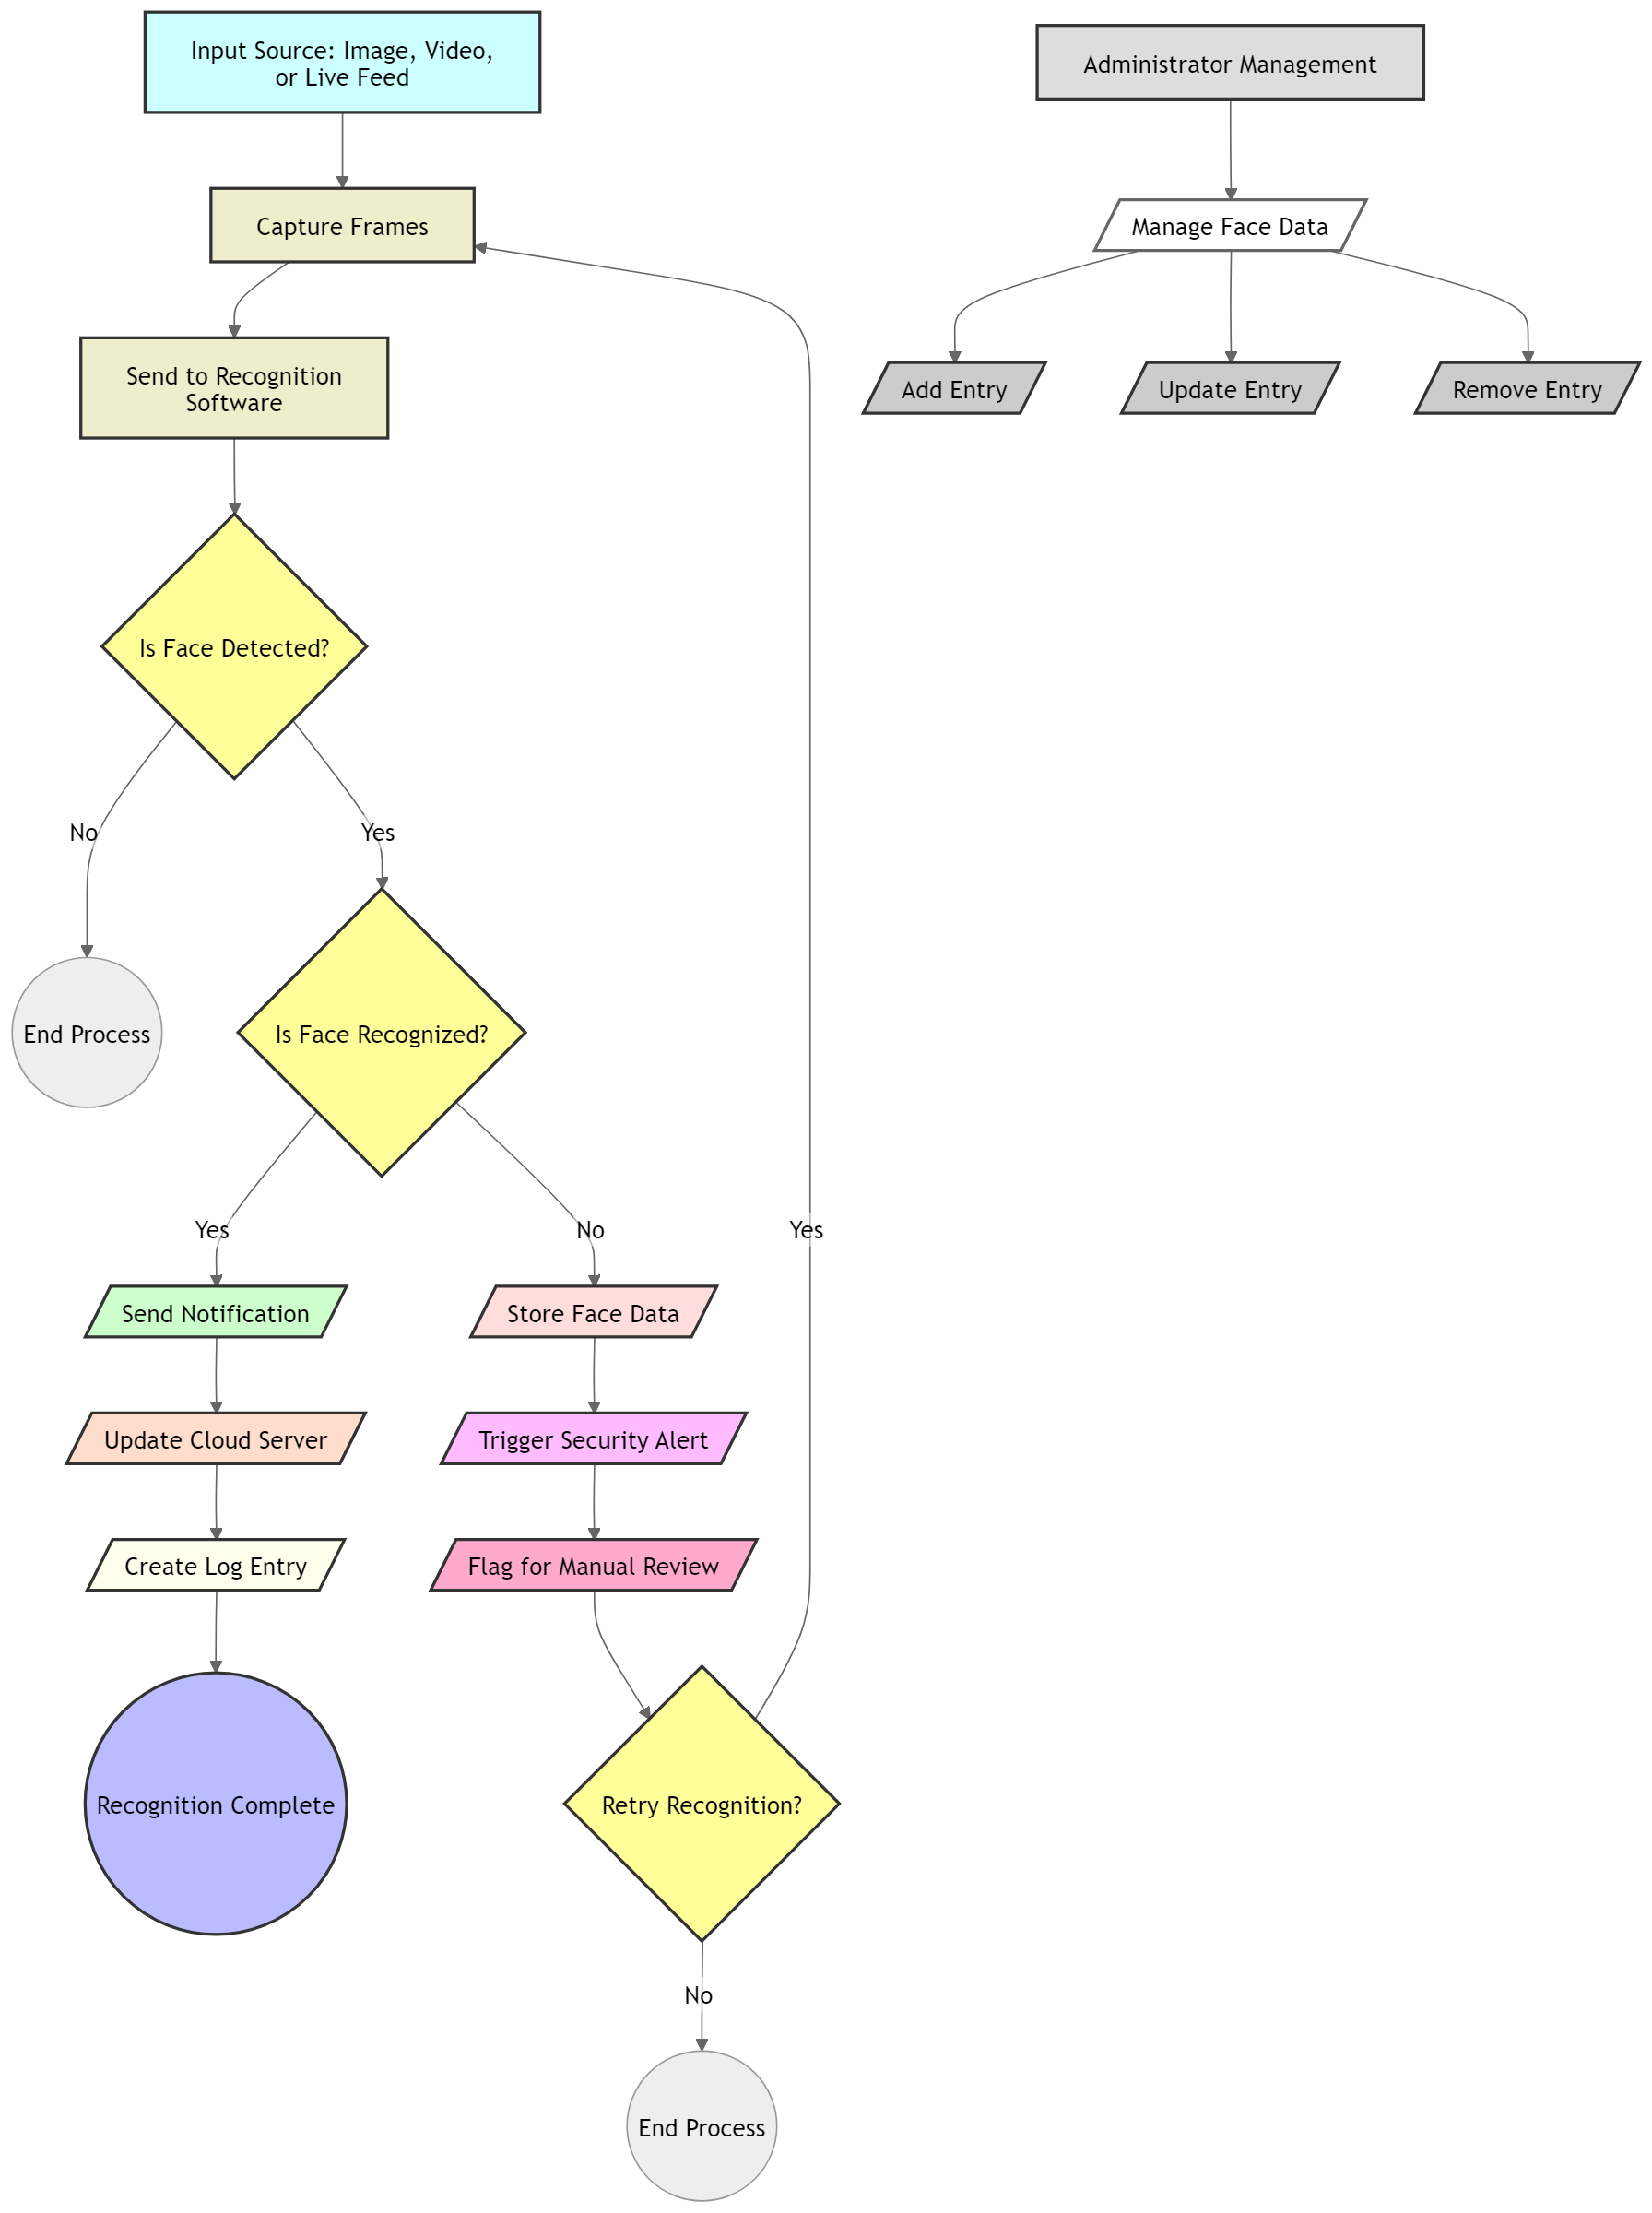 Input Source: Image, Video,
or Live Feed
Capture Frames
Send to Recognition
Software
Is Face Detected?
No
Yes
End Process
Is Face Recognized?
Yes
No
Yes
Send Notification
Store Face Data
Update Cloud Server
Trigger Security Alert
Create Log Entry
Flag for Manual Review
Recognition Complete
Retry Recognition?
No
End Process
Administrator Management
Manage Face Data
Add Entry
Update Entry
Remove Entry